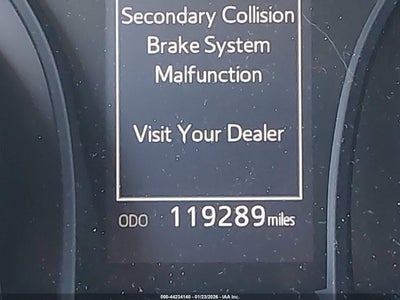 Secondary Collision
Brake System
Malfunction
Visit Your Dealer
ODO 119289 miles
000-44234140 - 01/23/2026 - IAA Inc.